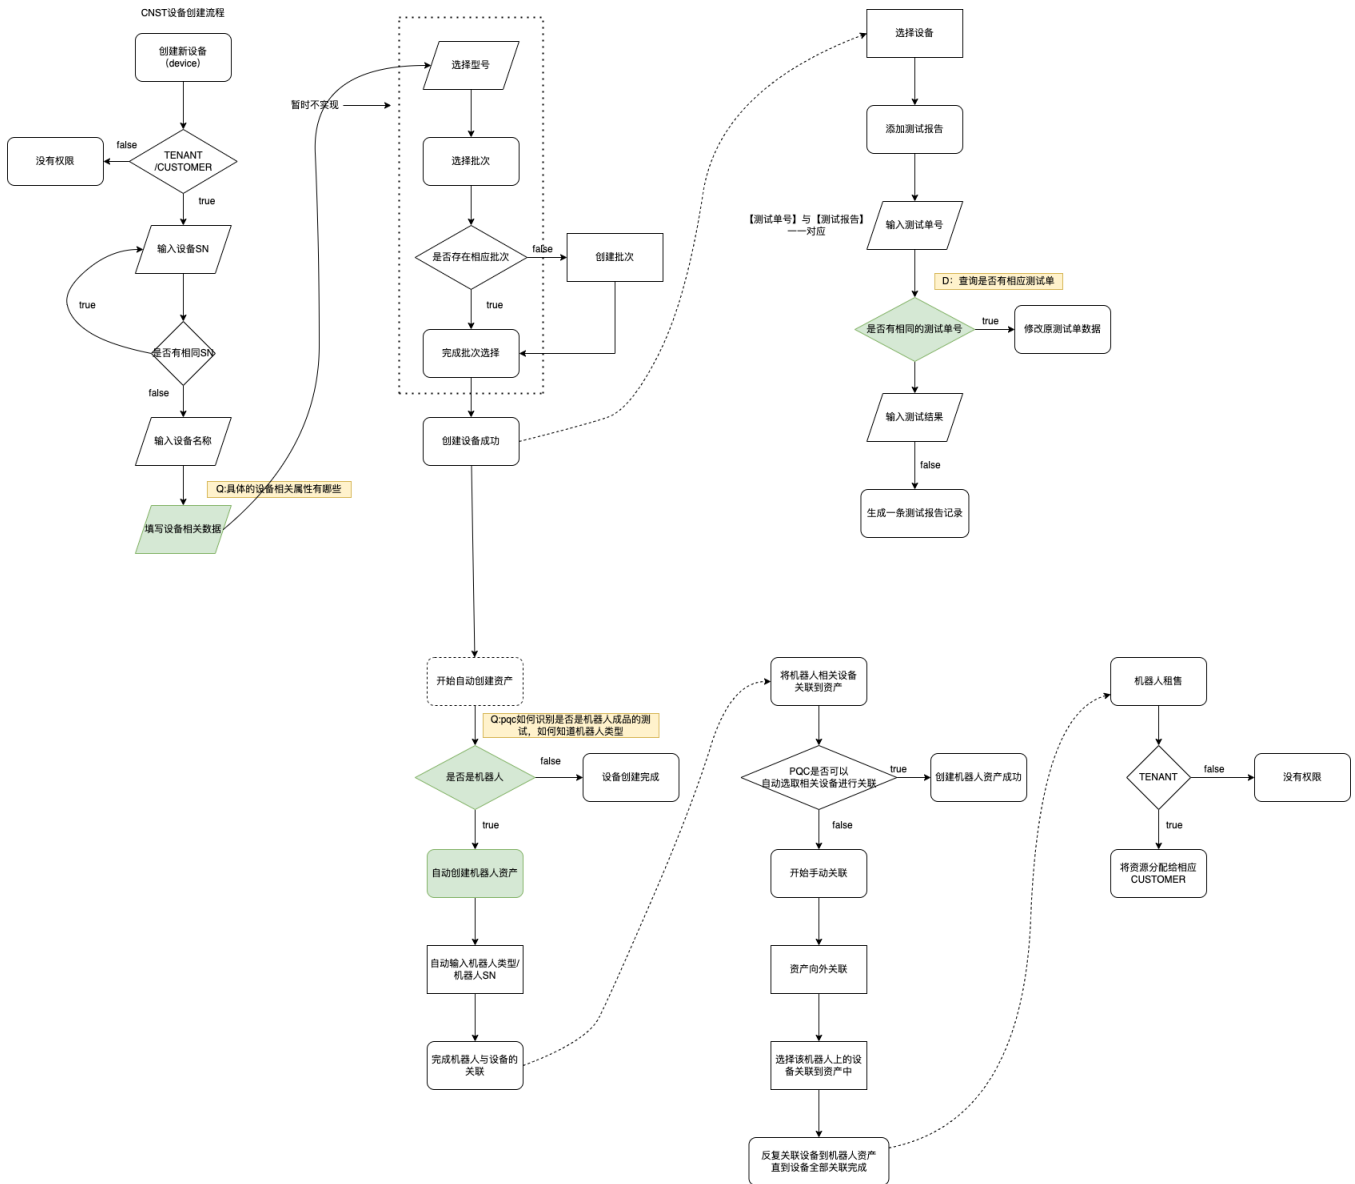 CNST设备创建流程
创建新设备
（device）
没有权限
false
TENANT
/CUSTOMER
true
输入设备SN
true
是否有相同SN
false
输入设备名称
Q:具体的设备相关属性有哪些
填写设备相关数据
暂时不实现
选择型号
选择批次
是否存在相应批次
false
创建批次
true
完成批次选择
创建设备成功
选择设备
添加测试报告
【测试单号】与【测试报告】
一一对应
输入测试单号
D：查询是否有相应测试单
是否有相同的测试单号
true
修改原测试单数据
输入测试结果
false
生成一条测试报告记录
开始自动创建资产
Q:pqc如何识别是否是机器人成品的测
试，如何知道机器人类型
是否是机器人
false
设备创建完成
true
自动创建机器人资产
自动输入机器人类型/
机器人SN
完成机器人与设备的
关联
将机器人相关设备
关联到资产
PQC是否可以
自动选取相关设备进行关联
true
创建机器人资产成功
false
开始手动关联
资产向外关联
选择该机器人上的设
备关联到资产中
反复关联设备到机器人资产
直到设备全部关联完成
机器人租售
TENANT
false
没有权限
true
将资源分配给相应
CUSTOMER